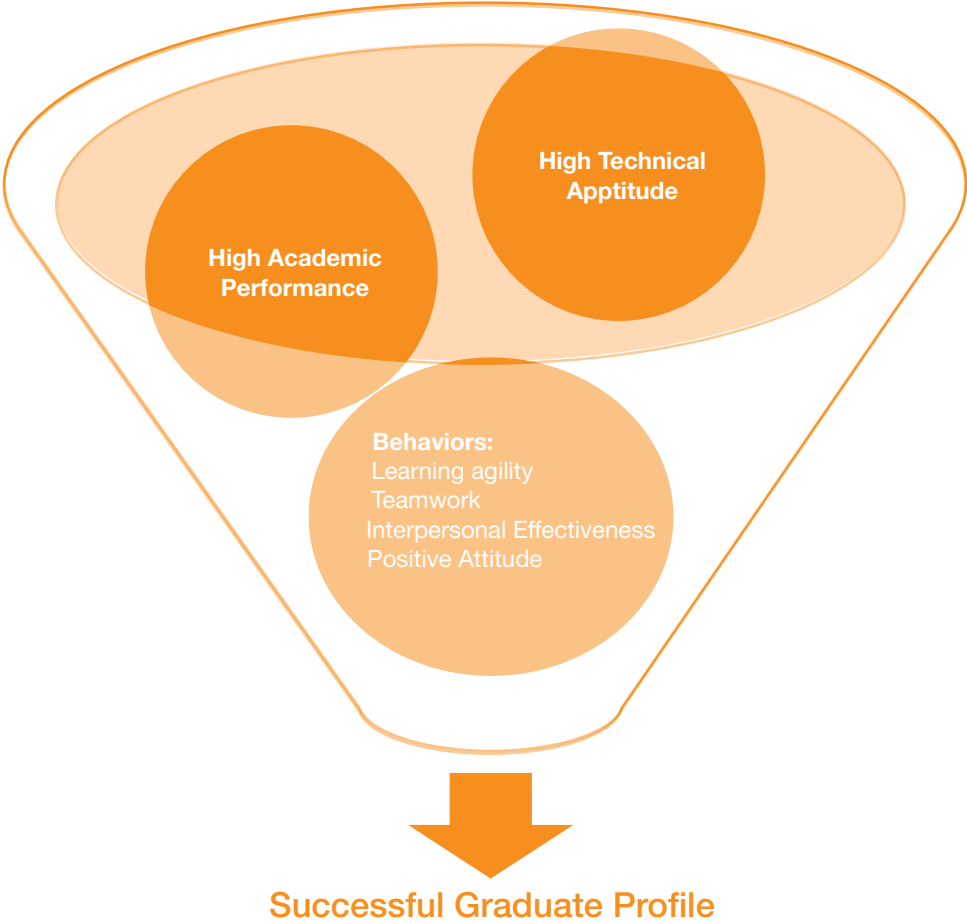 High Technical
Apptitude
High Academic
Performance
Behaviors:
Learning agility
Teamwork
Interpersonal Effectiveness
Positive Attitude
Successful Graduate Profile